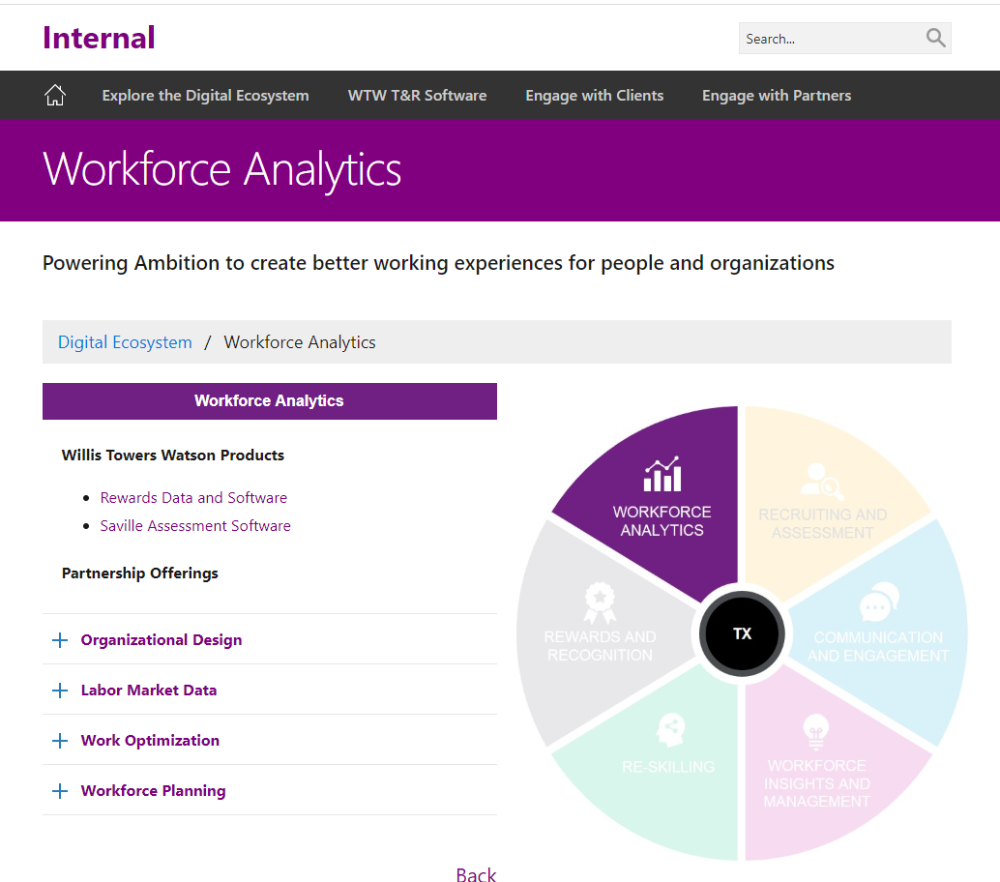 Internal
Search...
Explore the Digital Ecosystem
WTW T&R Software
Engage with Clients
Engage with Partners
Workforce Analytics
Powering Ambition to create better working experiences for people and organizations
Digital Ecosystem / Workforce Analytics
Workforce Analytics
Willis Towers Watson Products
Rewards Data and Software
Saville Assessment Software
Partnership Offerings
Organizational Design
Labor Market Data
Work Optimization
Workforce Planning
Back
WORKFORCE
ANALYTICS
RECRUITING AND
ASSESSMENT
REWARDS AND
RECOGNITION
TX
COMMUNICATION
AND ENGAGEMENT
RE-SKILLING
WORKFORCE
INSIGHTS AND
MANAGEMENT